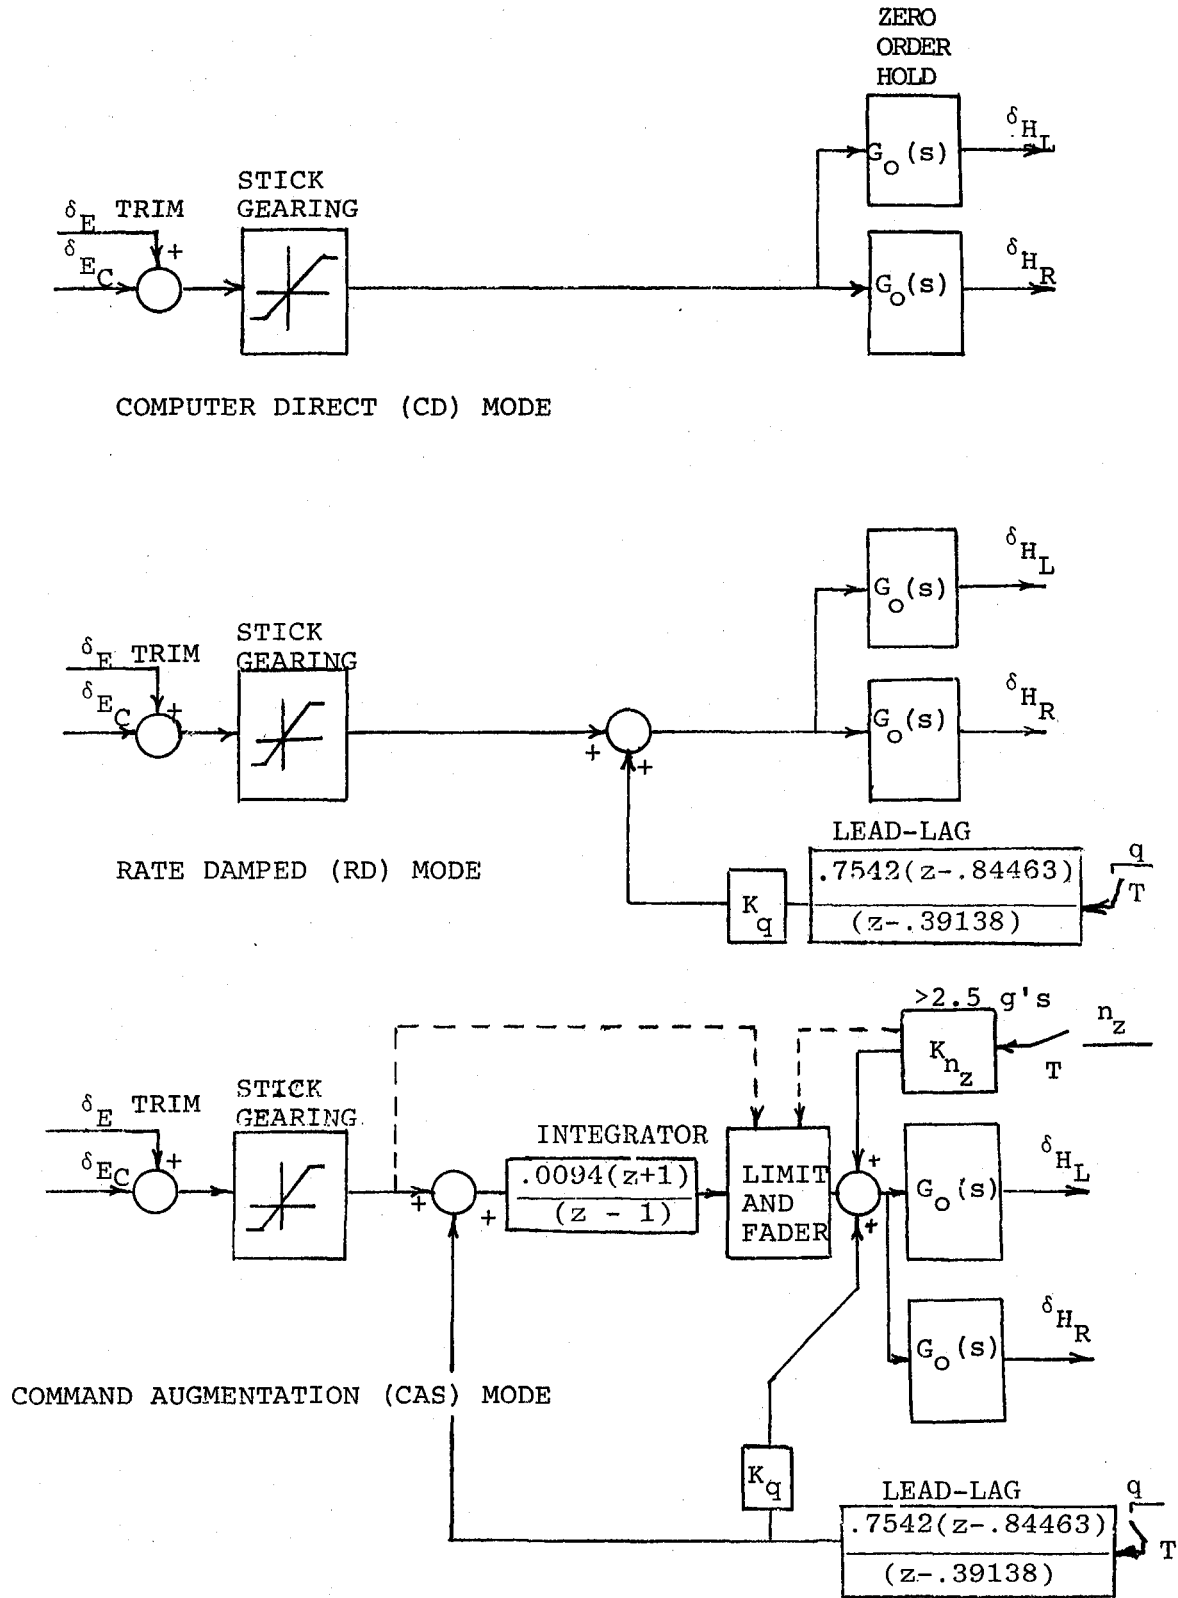 ZERO
ORDER
HOLD
δHL
Go(s)
STICK
GEARING
δE TRIM
+
δEC
δHR
Go(s)
COMPUTER DIRECT (CD) MODE
δHL
Go(s)
STICK
GEARING
δE TRIM
δEC
+
δHR
Go(s)
+
+
LEAD-LAG
RATE DAMPED (RD) MODE
.7542(z-.84463)
(z-.39138)
Kq
q
T
>2.5 g's
nz
Knz
T
STICK
GEARING
δE TRIM
+
δEC
INTEGRATOR
.0094(z+1)
(z - 1)
+
+
LIMIT
AND
FADER
+
+
δHL
Go(s)
δHR
Go(s)
COMMAND AUGMENTATION (CAS) MODE
Kq
LEAD-LAG
.7542(z-.84463)
(z-.39138)
q
T